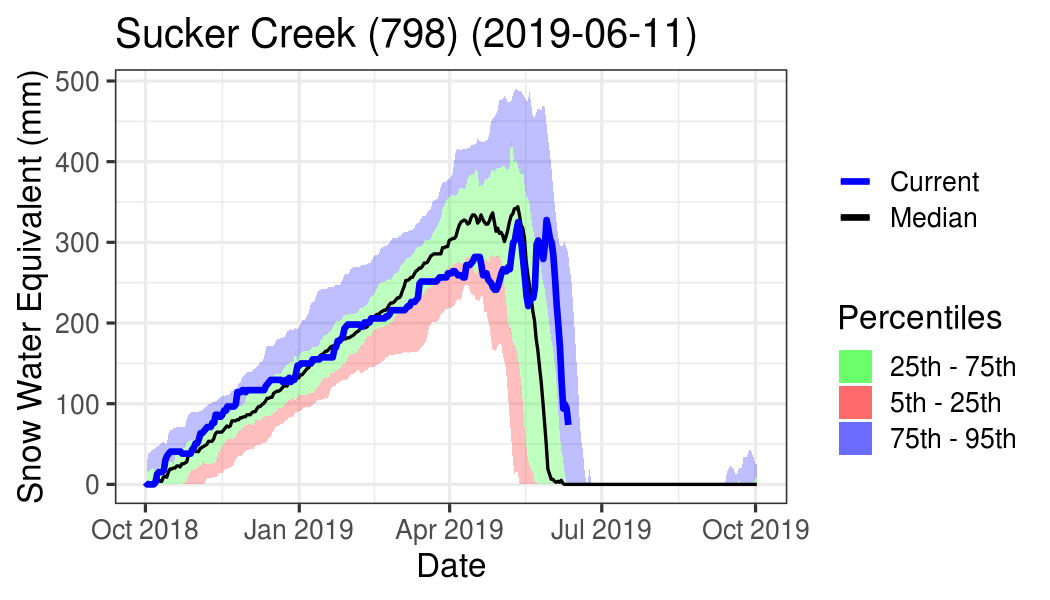 Sucker Creek (798) (2019-06-11)
Snow Water Equivalent (mm)
500
400
300
200
100
0
Oct 2018
Jan 2019
Apr 2019
Jul 2019
Oct 2019
Date
Current
Median
Percentiles
25th - 75th
5th - 25th
75th - 95th